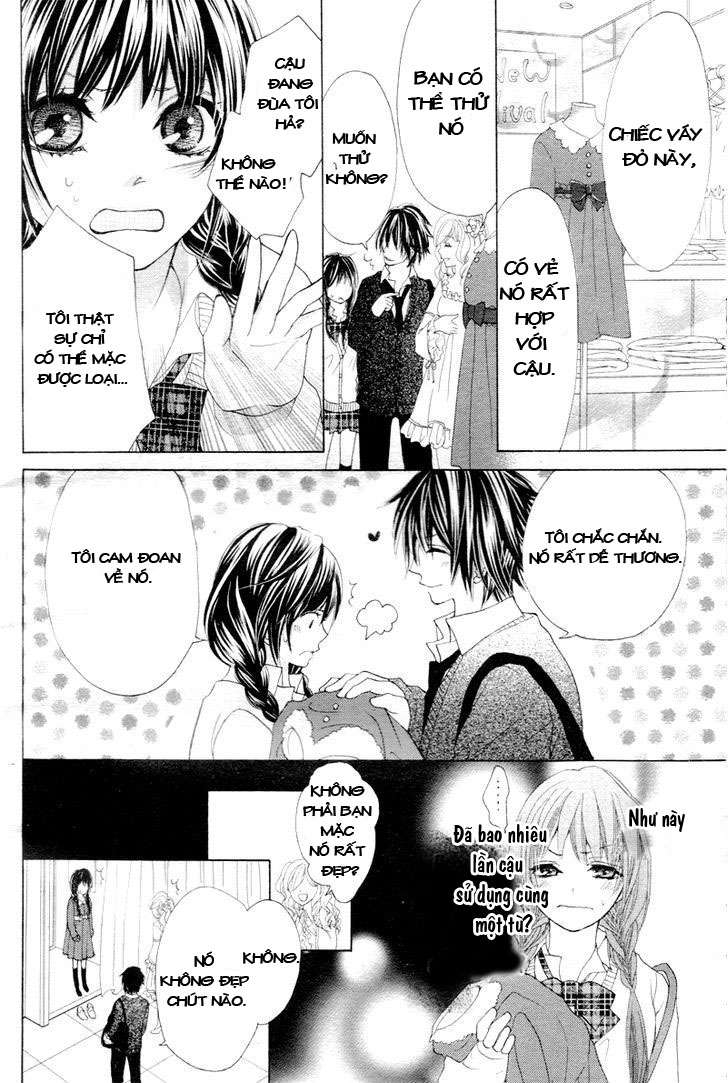 New
ival
CHIẾC VÁY
ĐỎ NÀY,
CÓ VẺ
NÓ RẤT
HỢP
VỚI
CẬU.
BẠN CÓ
THỂ THỬ
NÓ
MUỐN
THỬ
KHÔNG?
CẬU
ĐANG
ĐÙA TÔI
HẢ?
KHÔNG
THỂ NÀO!
TÔI THẬT
SỰ CHỈ
CÓ THỂ MẶC
ĐƯỢC LOẠI...
TÔI CHẮC CHẮN.
NÓ RẤT DỄ THƯƠNG.
TÔI CAM ĐOAN
VỀ NÓ.
Như này
....
Đã bao nhiêu
lần cậu
sử dụng cùng
một từ?
KHÔNG
PHẢI BẠN
MẶC
NÓ RẤT
ĐẸP?
KHÔNG.
NÓ
KHÔNG ĐẸP
CHÚT NÀO.